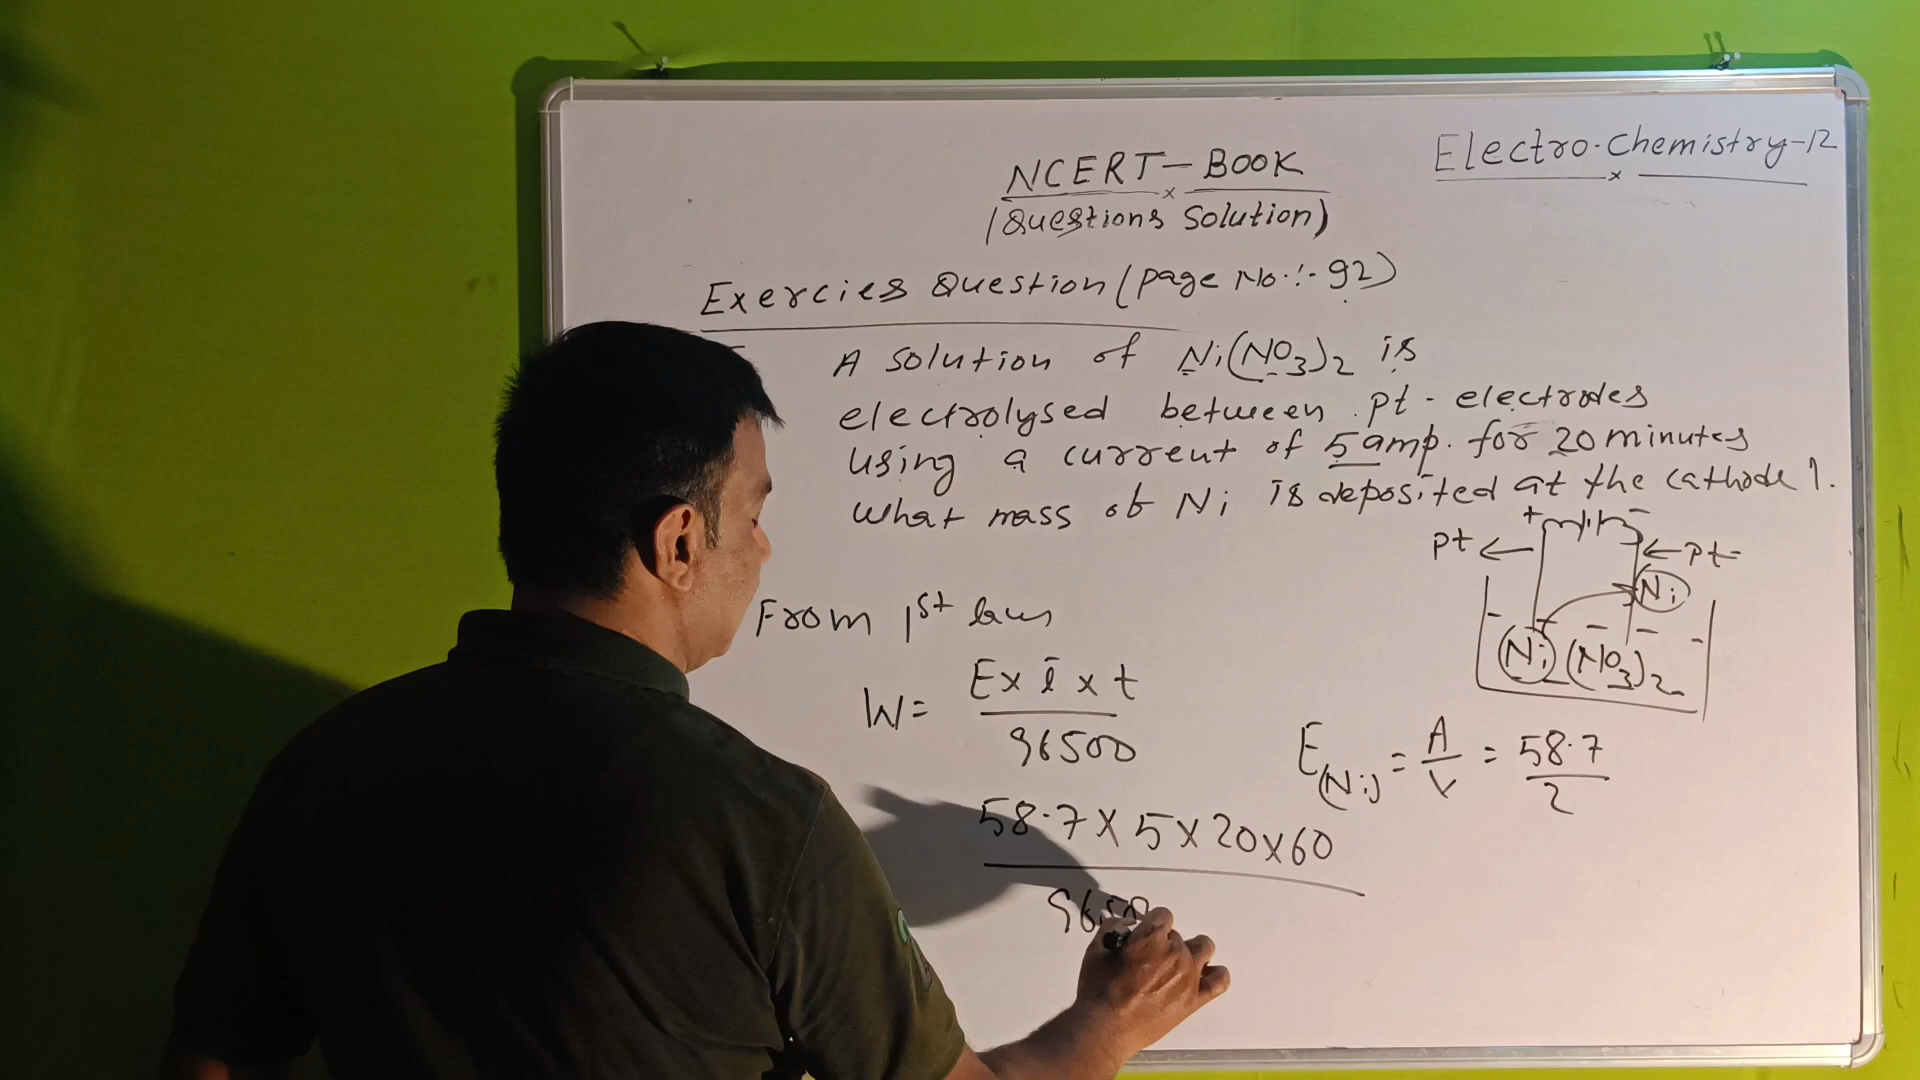 Electro-Chemistry-12
NCERT-BOOK
(Questions Solution)
Exercies Question (page No.:- 92)
A solution of Ni(NO3)2 is
electrolysed between pt- electrodes
using a current of 5 amp. for 20 minutes
what mass of Ni is deposited at the cathode ?.
+ -
pt ← ← pt
Ni
Ni (NO3)2
From 1st law
W = E x i x t
96500
E(Ni) = A/V = 58.7/2
58.7 X 5 X 20 X 60
9650